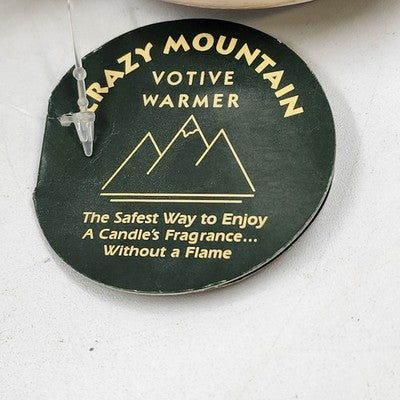 CRAZY MOUNTAIN
VOTIVE
WARMER
The Safest Way to Enjoy
A Candle's Fragrance...
Without a Flame